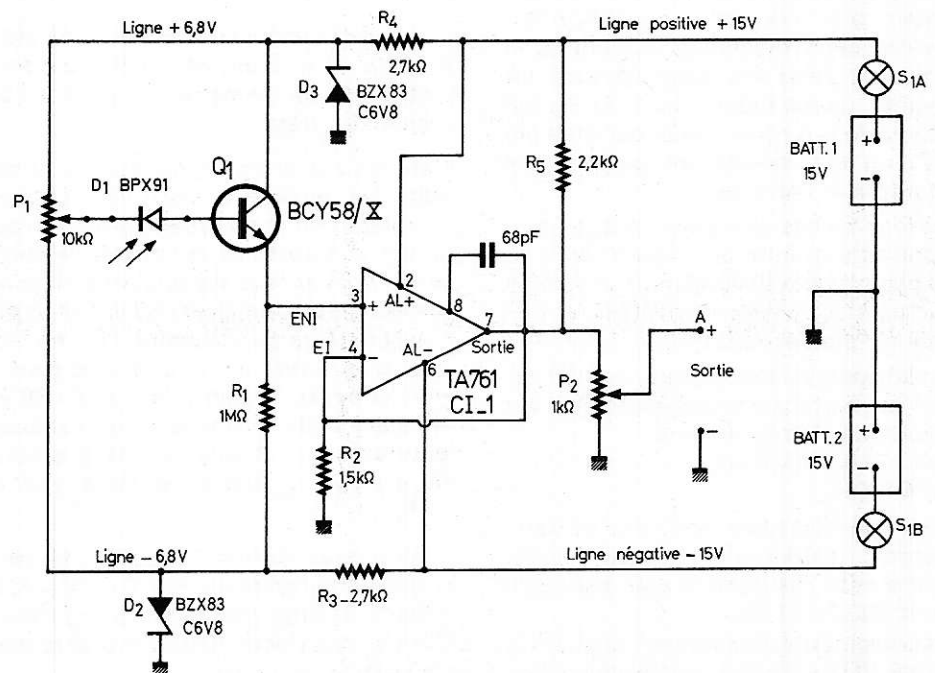 Ligne + 6,8V
R4
2,7kΩ
Ligne positive + 15V
D3
BZX 83
C6V8
S1A
R5
2,2kΩ
BATT. 1
15V
+
−
P1
10kΩ
D1 BPX91
Q1
BCY58/X
68pF
2
AL+
8
3
+
ENI
4
−
EI
AL−
6
7
Sortie
TA761
CI_1
A
+
Sortie
−
P2
1kΩ
R1
1MΩ
R2
1,5kΩ
BATT. 2
15V
+
−
S1B
Ligne − 6,8V
Ligne négative − 15V
R3 _ 2,7kΩ
D2
BZX83
C6V8